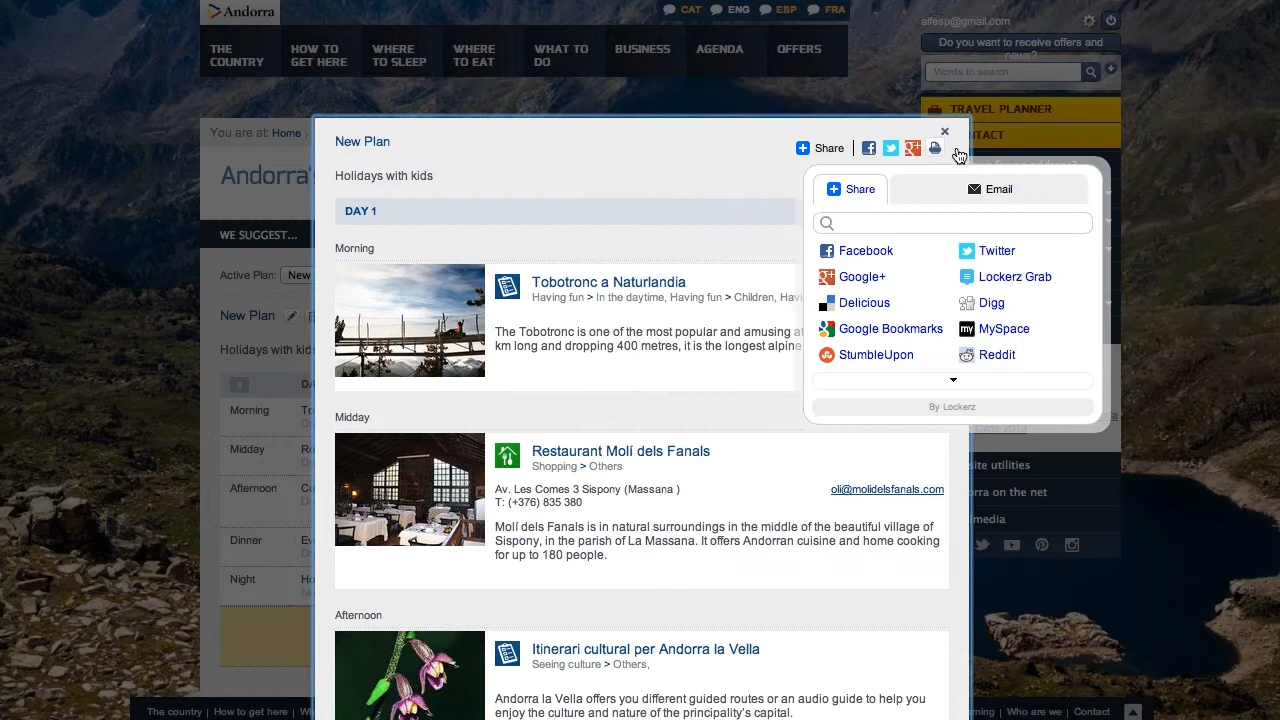 Andorra
CAT ENG ESP FRA
alfesp@gmail.com
Do you want to receive offers and
news?
THE COUNTRY
HOW TO GET HERE
WHERE TO SLEEP
WHERE TO EAT
WHAT TO DO
BUSINESS
AGENDA
OFFERS
Words to search
TRAVEL PLANNER
You are at: Home
Andorra's
WE SUGGEST...
Active Plan: New
New Plan
Holidays with kids
Morning
Midday
Afternoon
Dinner
Night
New Plan
Share
Holidays with kids
DAY 1
Morning
Tobotronc a Naturlandia
Having fun > In the daytime, Having fun > Children,
The Tobotronc is one of the most popular and amusing
km long and dropping 400 metres, it is the longest alpine
Midday
Restaurant Molí dels Fanals
Shopping > Others
Av. Les Comes 3 Sispony (Massana )
oli@molidelsfanals.com
T: (+376) 835 380
Molí dels Fanals is in natural surroundings in the middle of the beautiful village of
Sispony, in the parish of La Massana. It offers Andorran cuisine and home cooking
for up to 180 people.
Afternoon
Itinerari cultural per Andorra la Vella
Seeing culture > Others,
Andorra la Vella offers you different guided routes or an audio guide to help you
enjoy the culture and nature of the principality's capital.
Share
Email
Facebook
Twitter
Google+
Lockerz Grab
Delicious
Digg
Google Bookmarks
MySpace
StumbleUpon
Reddit
By Lockerz
site utilities
on the net
media
The country | How to get here
Who are we | Contact